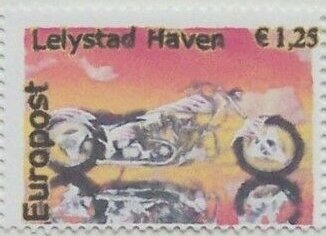 Lelystad Haven € 1,25
Europost